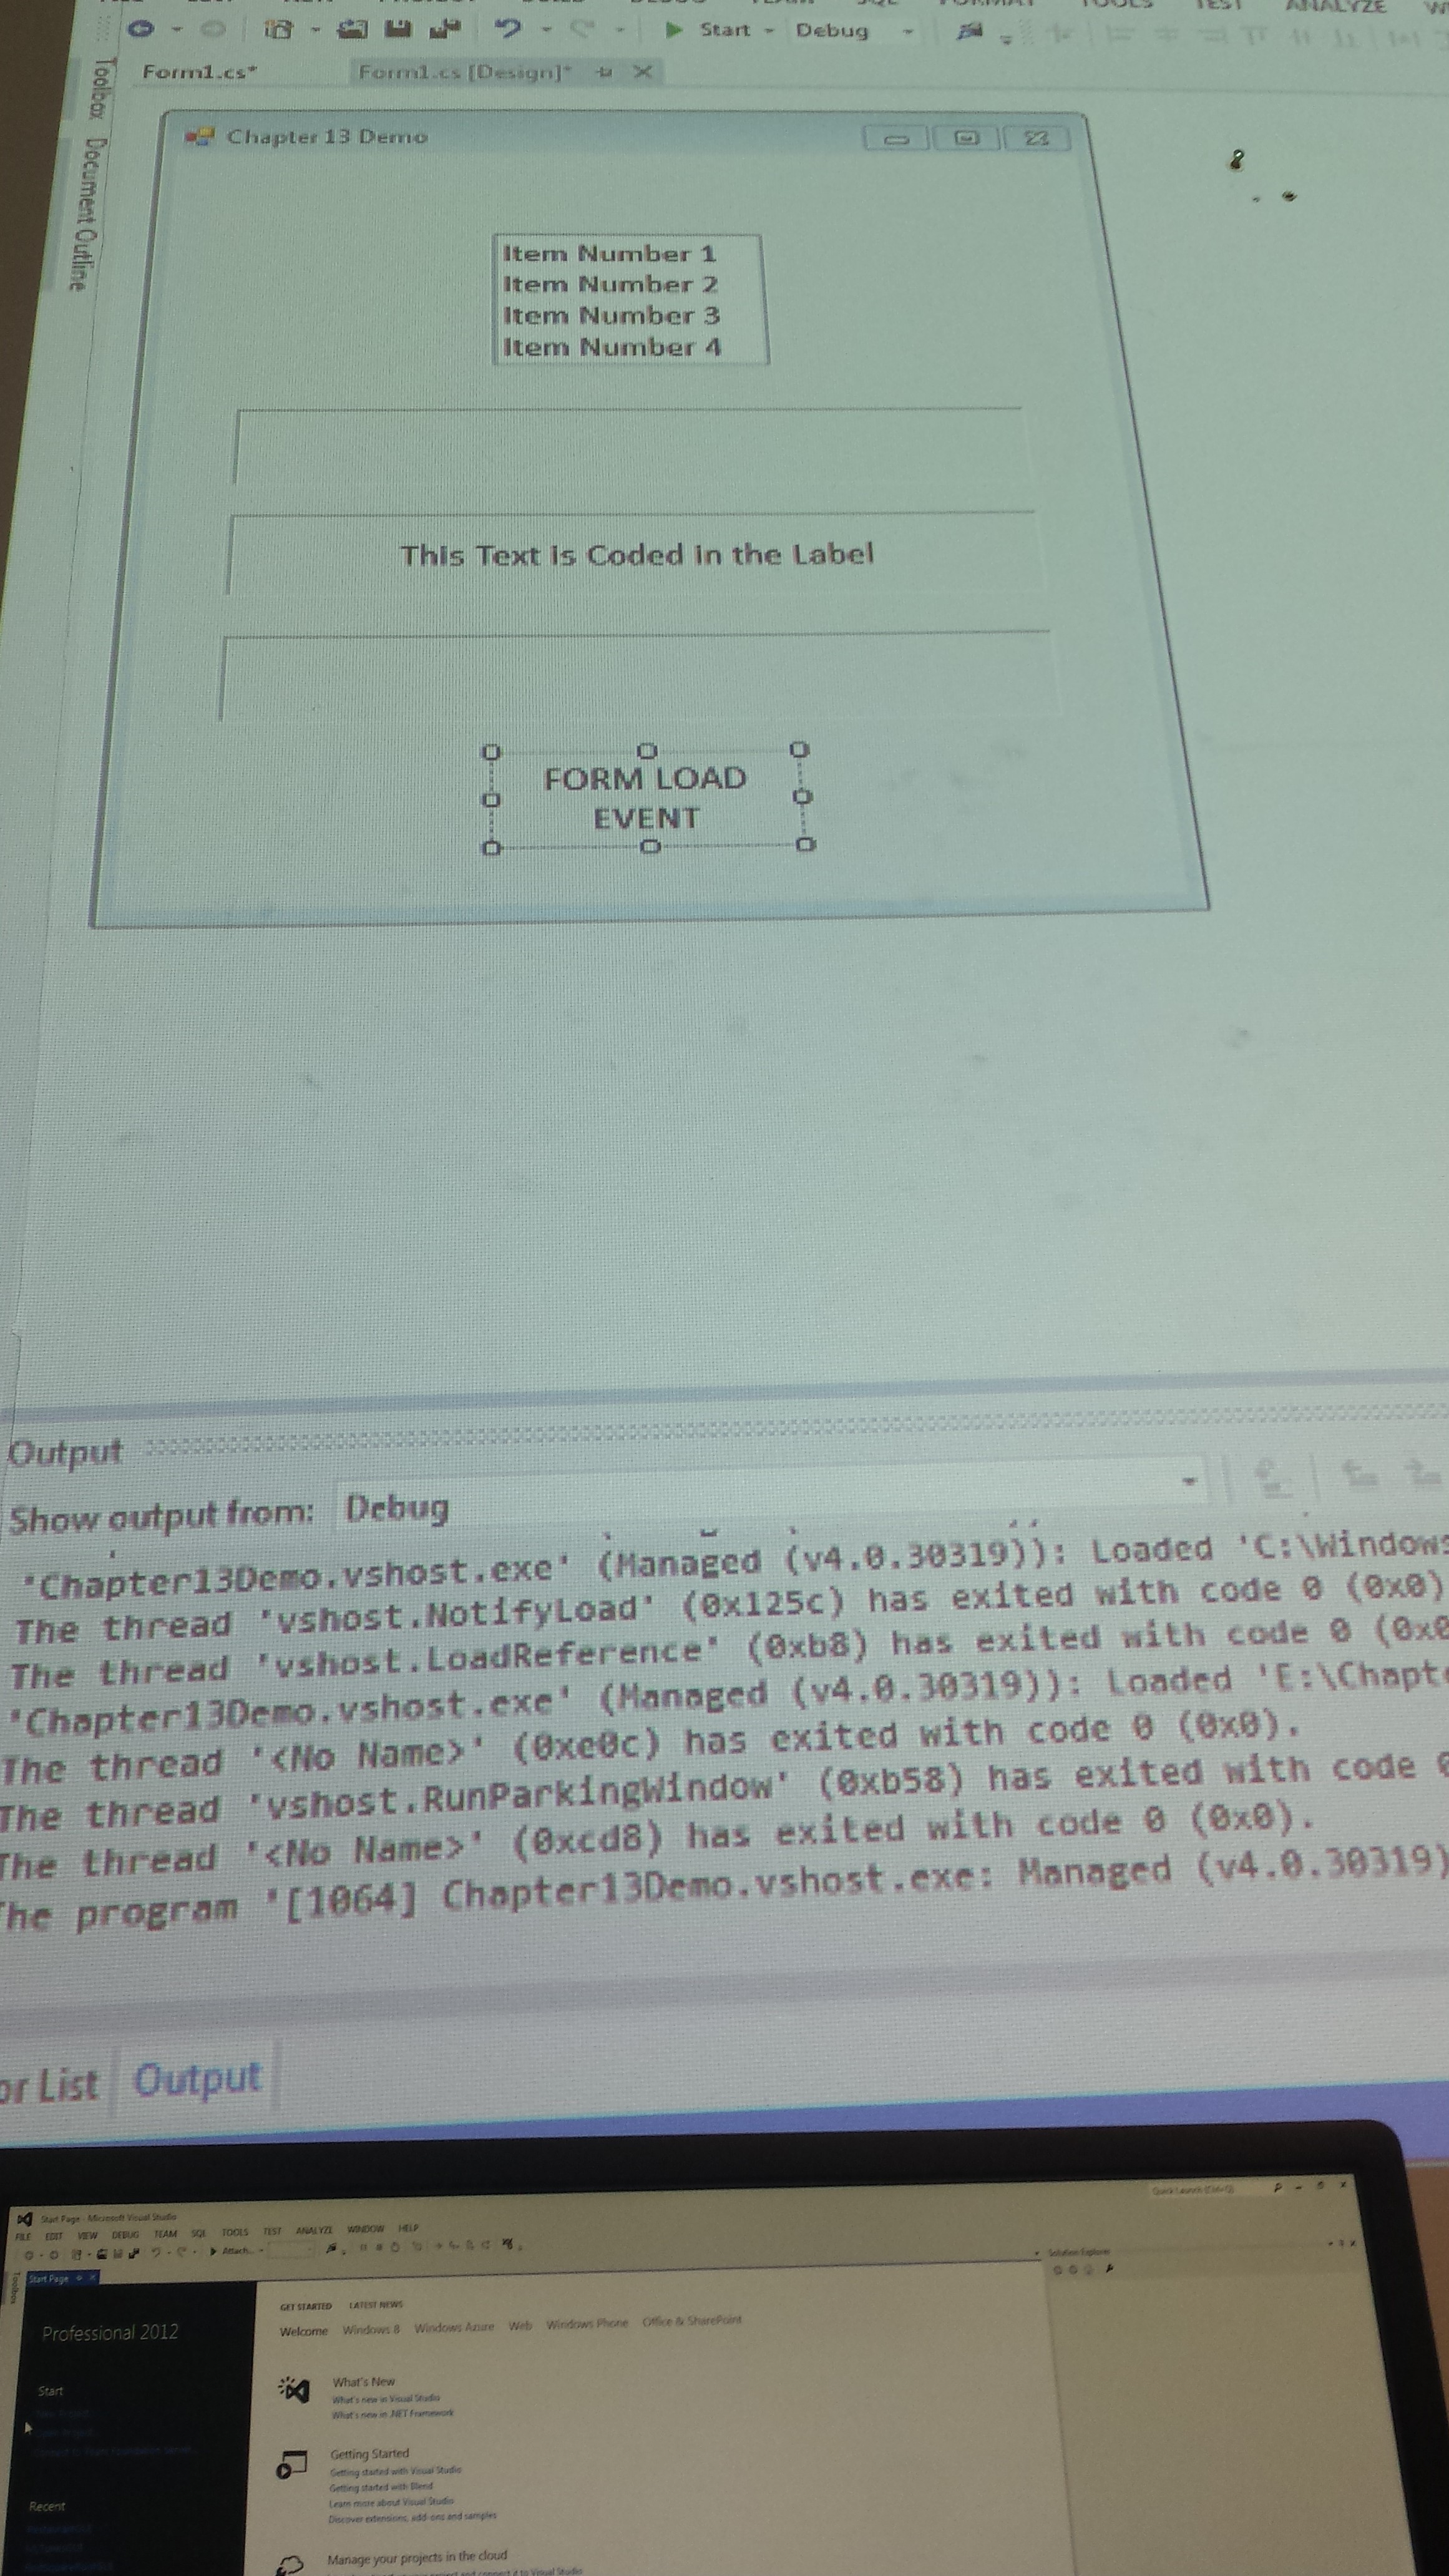 FORMAT TOOLS TEST ANALYZE
Start Debug
Form1.cs* Form1.cs [Design]*
Toolbox
Document Outline
Chapter 13 Demo
Item Number 1
Item Number 2
Item Number 3
Item Number 4
This Text is Coded in the Label
FORM LOAD
EVENT
Output
Show output from: Debug
'Chapter13Demo.vshost.exe' (Managed (v4.0.30319)): Loaded 'C:\Windows
The thread 'vshost.NotifyLoad' (0x125c) has exited with code 0 (0x0)
The thread 'vshost.LoadReference' (0xb8) has exited with code 0 (0x0
'Chapter13Demo.vshost.exe' (Managed (v4.0.30319)): Loaded 'E:\Chapt
The thread '<No Name>' (0xe0c) has exited with code 0 (0x0).
The thread 'vshost.RunParkingWindow' (0xb58) has exited with code 0
The thread '<No Name>' (0xcd8) has exited with code 0 (0x0).
he program '[1064] Chapter13Demo.vshost.exe: Managed (v4.0.30319)
or List Output
Start Page - Microsoft Visual Studio
Quick Launch (Ctrl+Q)
FILE EDIT VIEW DEBUG TEAM SQL TOOLS TEST ANALYZE WINDOW HELP
Attach...
Solution Explorer
Toolbox
Start Page
GET STARTED LATEST NEWS
Professional 2012
Welcome Windows 8 Windows Azure Web Windows Phone Office & SharePoint
Start
What's New
What's new in Visual Studio
What's new in .NET Framework
Getting Started
Getting started with Visual Studio
Getting started with Blend
Learn more about Visual Studio
Discover extensions, add-ons and samples
Recent
Manage your projects in the cloud